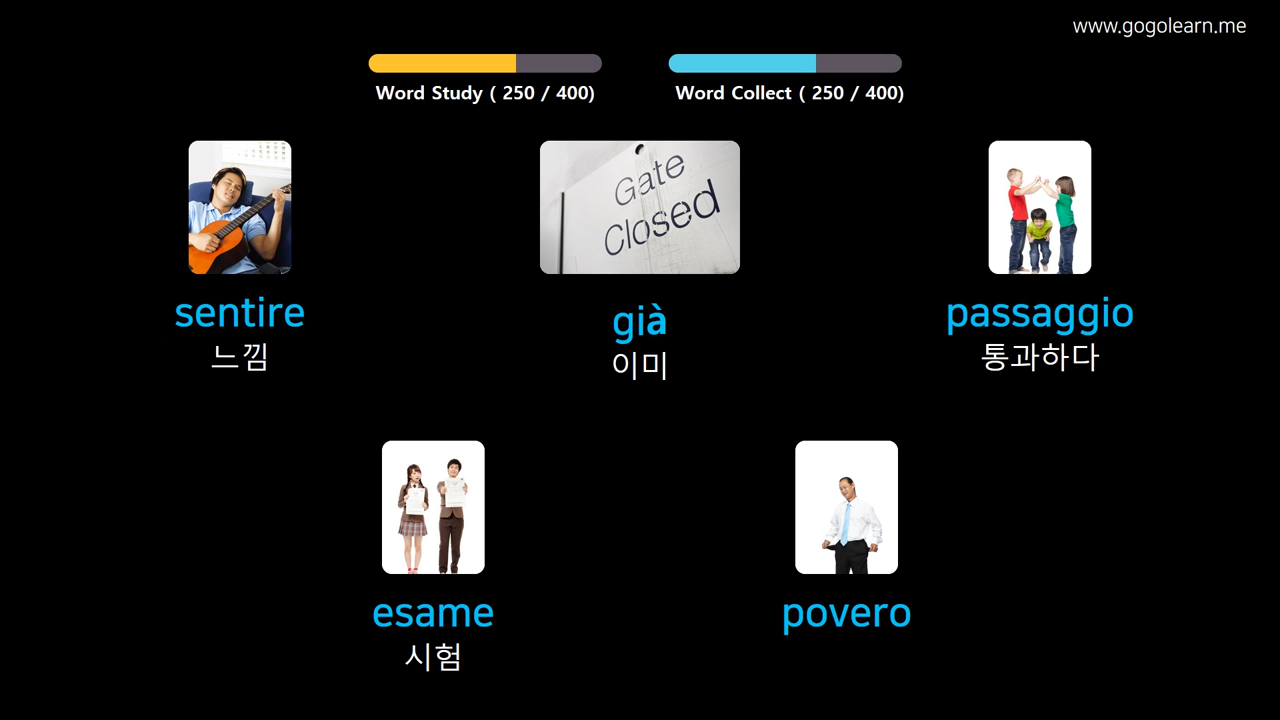 www.gogolearn.me
Word Study ( 250 / 400)
Word Collect ( 250 / 400)
Gate
Closed
sentire
느낌
già
이미
passaggio
통과하다
esame
시험
povero